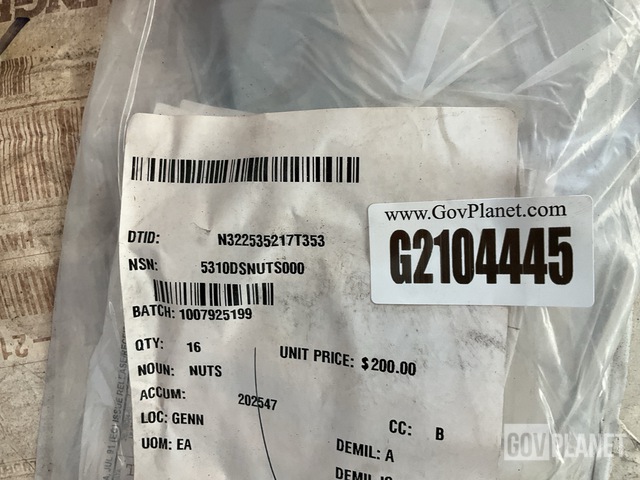 www.GovPlanet.com
G2104445
DTID: N322535217T353
NSN: 5310DSNUTS000
BATCH: 1007925199
QTY: 16 UNIT PRICE: $200.00
NOUN: NUTS
ACCUM: 202547
LOC: GENN CC: B
UOM: EA DEMIL: A
GOVPLANET